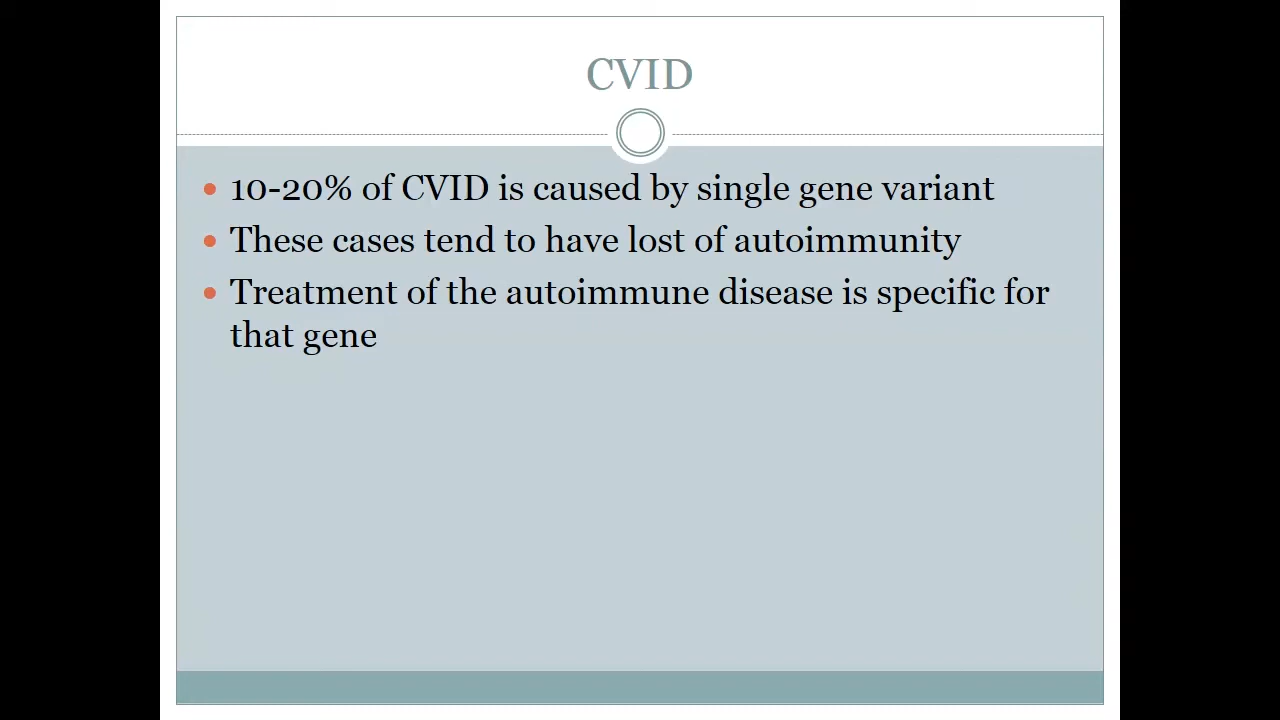 CVID
10-20% of CVID is caused by single gene variant
These cases tend to have lost of autoimmunity
Treatment of the autoimmune disease is specific for
that gene